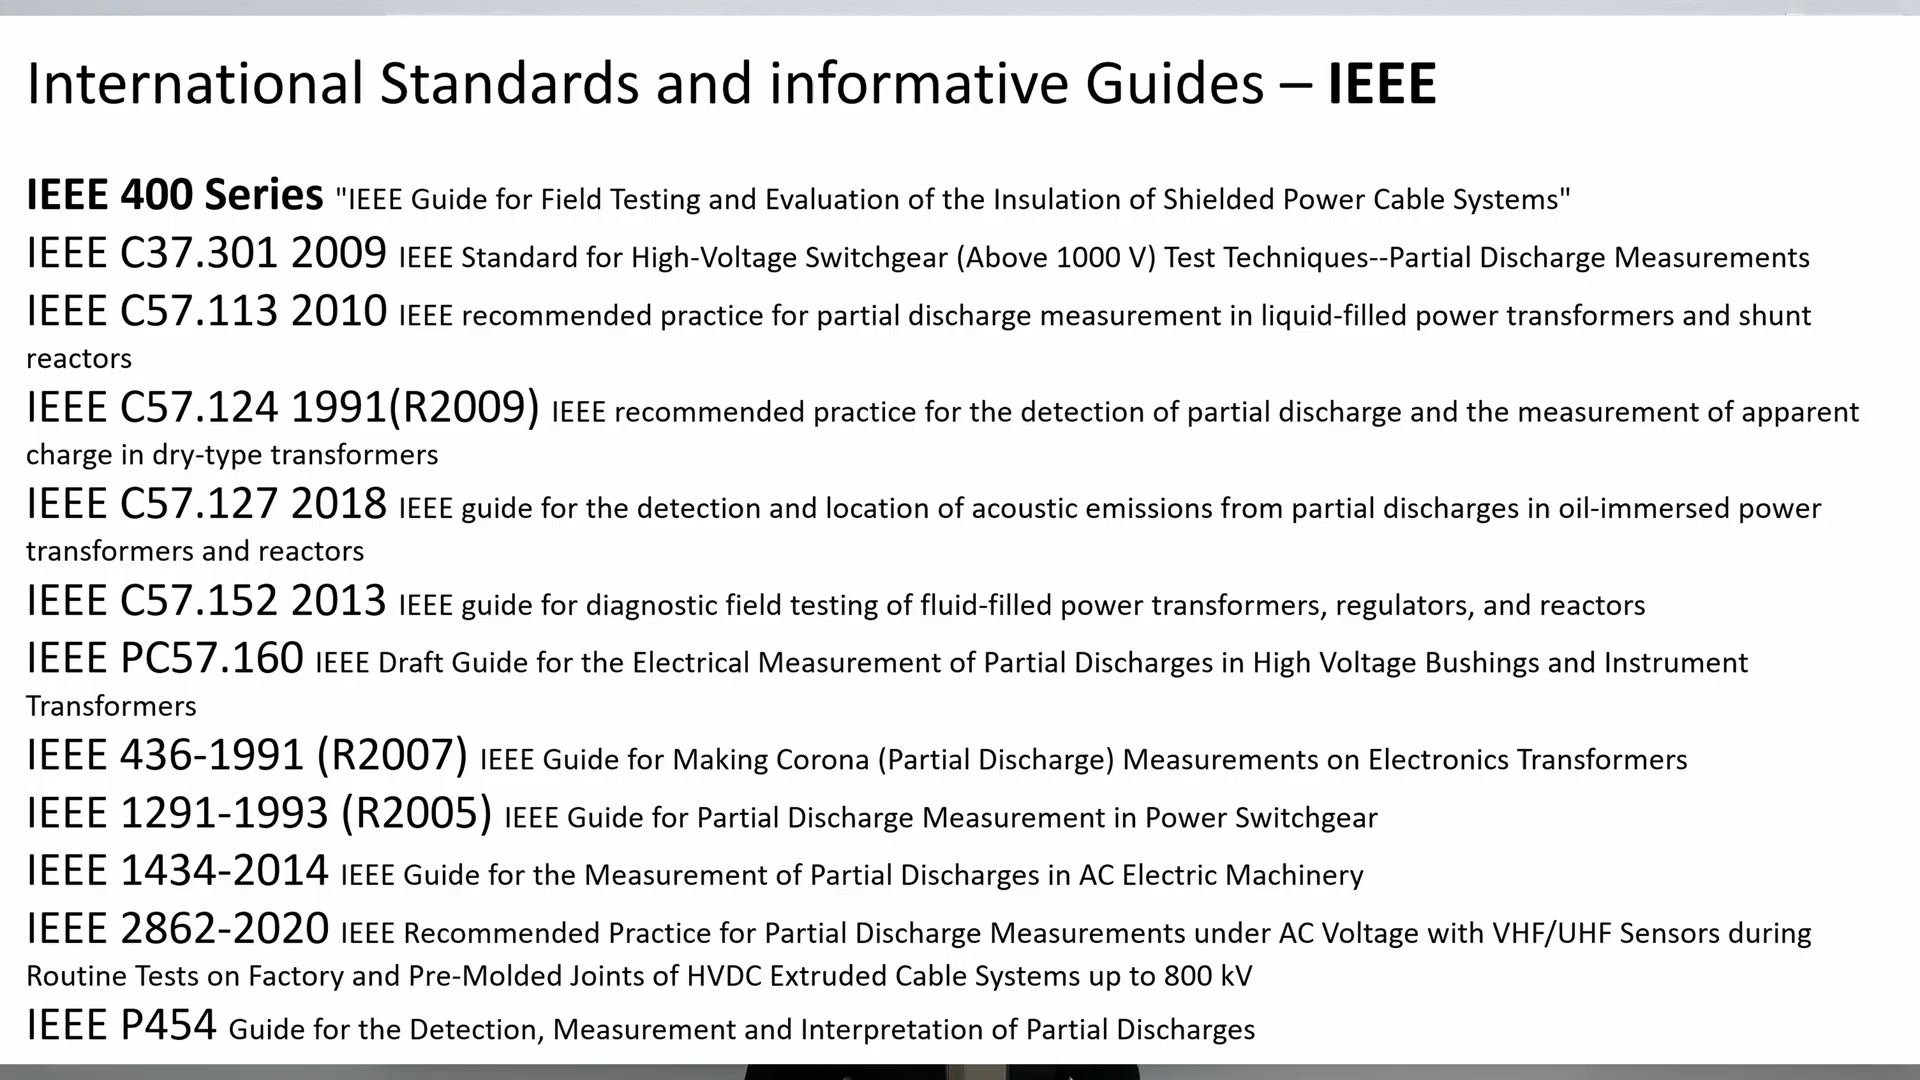 International Standards and informative Guides – IEEE
IEEE 400 Series "IEEE Guide for Field Testing and Evaluation of the Insulation of Shielded Power Cable Systems"
IEEE C37.301 2009 IEEE Standard for High-Voltage Switchgear (Above 1000 V) Test Techniques--Partial Discharge Measurements
IEEE C57.113 2010 IEEE recommended practice for partial discharge measurement in liquid-filled power transformers and shunt
reactors
IEEE C57.124 1991(R2009) IEEE recommended practice for the detection of partial discharge and the measurement of apparent
charge in dry-type transformers
IEEE C57.127 2018 IEEE guide for the detection and location of acoustic emissions from partial discharges in oil-immersed power
transformers and reactors
IEEE C57.152 2013 IEEE guide for diagnostic field testing of fluid-filled power transformers, regulators, and reactors
IEEE PC57.160 IEEE Draft Guide for the Electrical Measurement of Partial Discharges in High Voltage Bushings and Instrument
Transformers
IEEE 436-1991 (R2007) IEEE Guide for Making Corona (Partial Discharge) Measurements on Electronics Transformers
IEEE 1291-1993 (R2005) IEEE Guide for Partial Discharge Measurement in Power Switchgear
IEEE 1434-2014 IEEE Guide for the Measurement of Partial Discharges in AC Electric Machinery
IEEE 2862-2020 IEEE Recommended Practice for Partial Discharge Measurements under AC Voltage with VHF/UHF Sensors during
Routine Tests on Factory and Pre-Molded Joints of HVDC Extruded Cable Systems up to 800 kV
IEEE P454 Guide for the Detection, Measurement and Interpretation of Partial Discharges